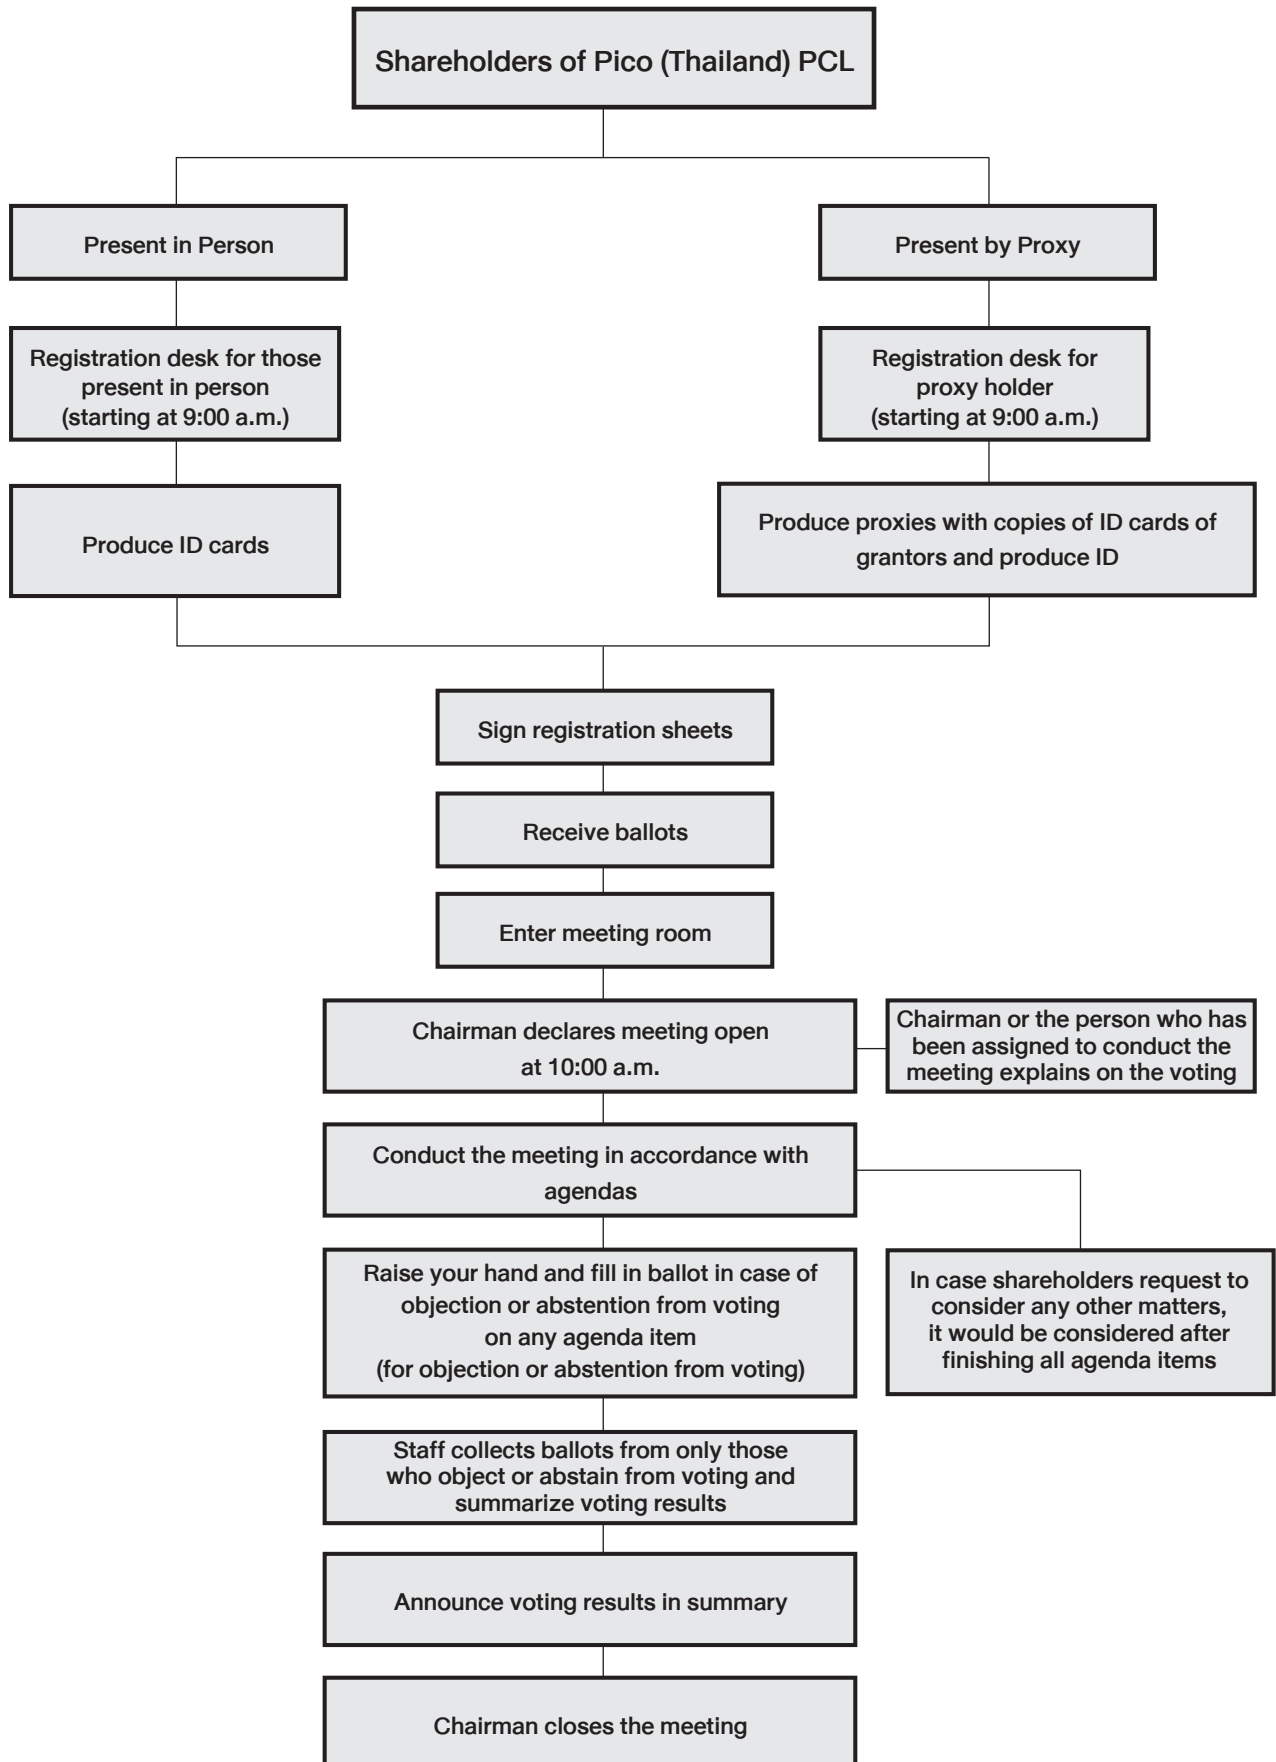 Shareholders of Pico (Thailand) PCL
Present in Person
Present by Proxy
Registration desk for those
present in person
(starting at 9:00 a.m.)
Registration desk for
proxy holder
(starting at 9:00 a.m.)
Produce ID cards
Produce proxies with copies of ID cards of
grantors and produce ID
Sign registration sheets
Receive ballots
Enter meeting room
Chairman declares meeting open
at 10:00 a.m.
Chairman or the person who has
been assigned to conduct the
meeting explains on the voting
Conduct the meeting in accordance with
agendas
Raise your hand and fill in ballot in case of
objection or abstention from voting
on any agenda item
(for objection or abstention from voting)
In case shareholders request to
consider any other matters,
it would be considered after
finishing all agenda items
Staff collects ballots from only those
who object or abstain from voting and
summarize voting results
Announce voting results in summary
Chairman closes the meeting